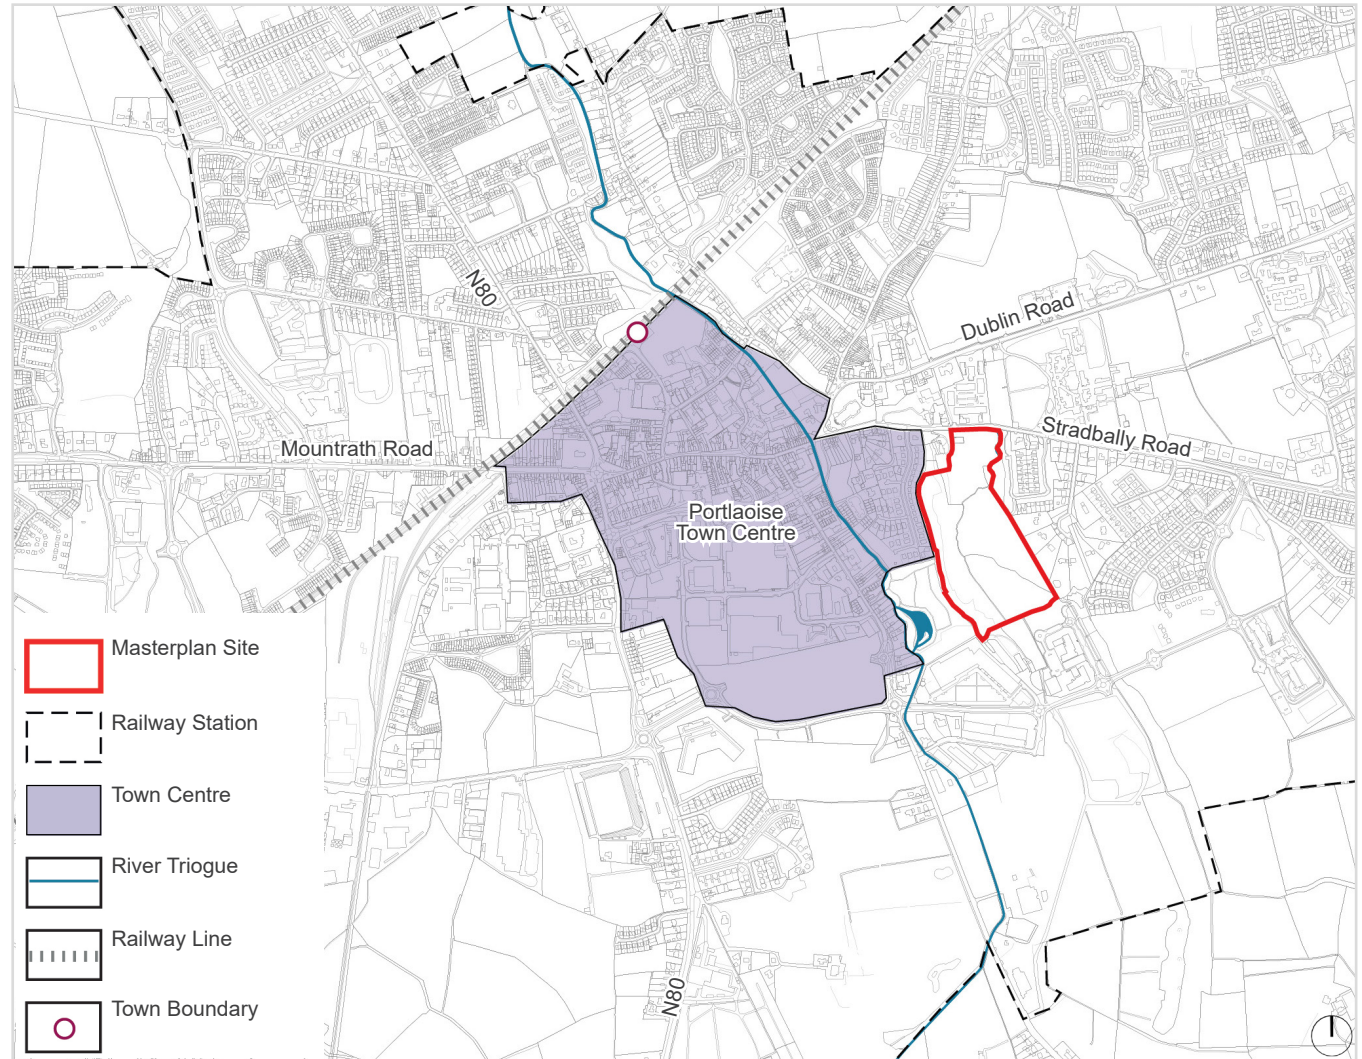 N80
Dublin Road
Mountrath Road
Stradbally Road
Portlaoise
Town Centre
Masterplan Site
Railway Station
Town Centre
River Triogue
Railway Line
Town Boundary
N80